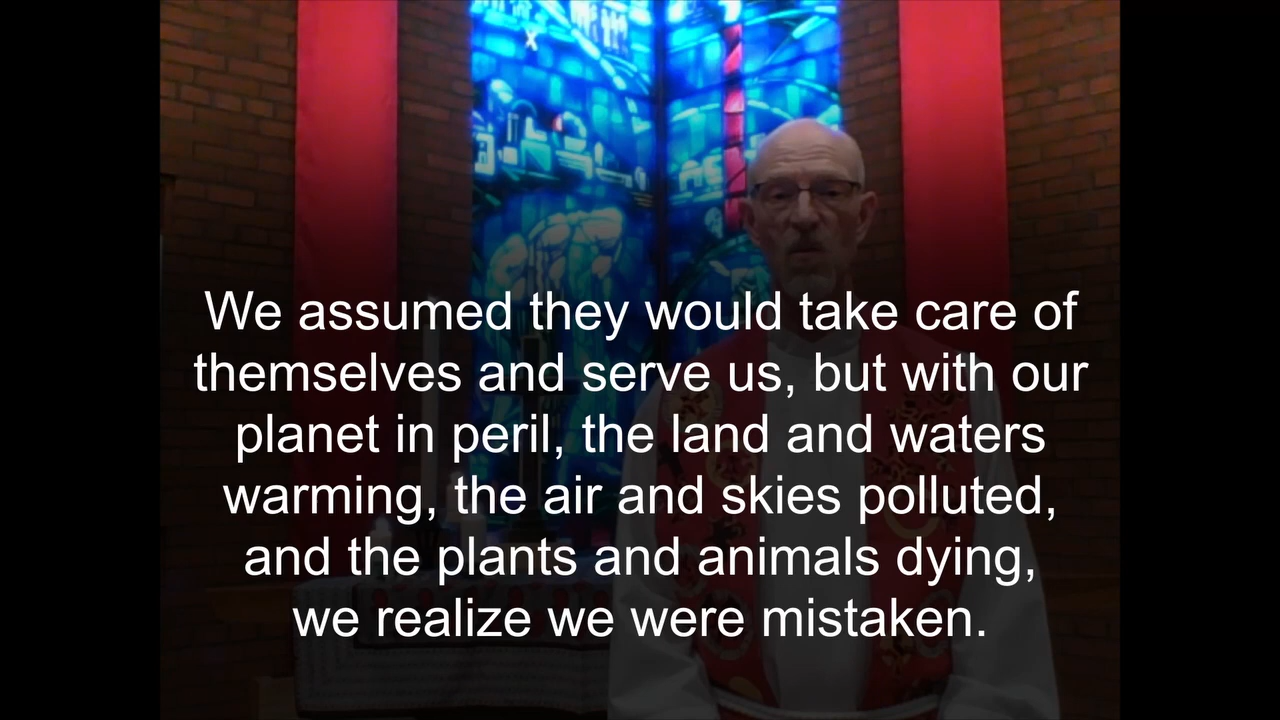 We assumed they would take care of
themselves and serve us, but with our
planet in peril, the land and waters
warming, the air and skies polluted,
and the plants and animals dying,
we realize we were mistaken.